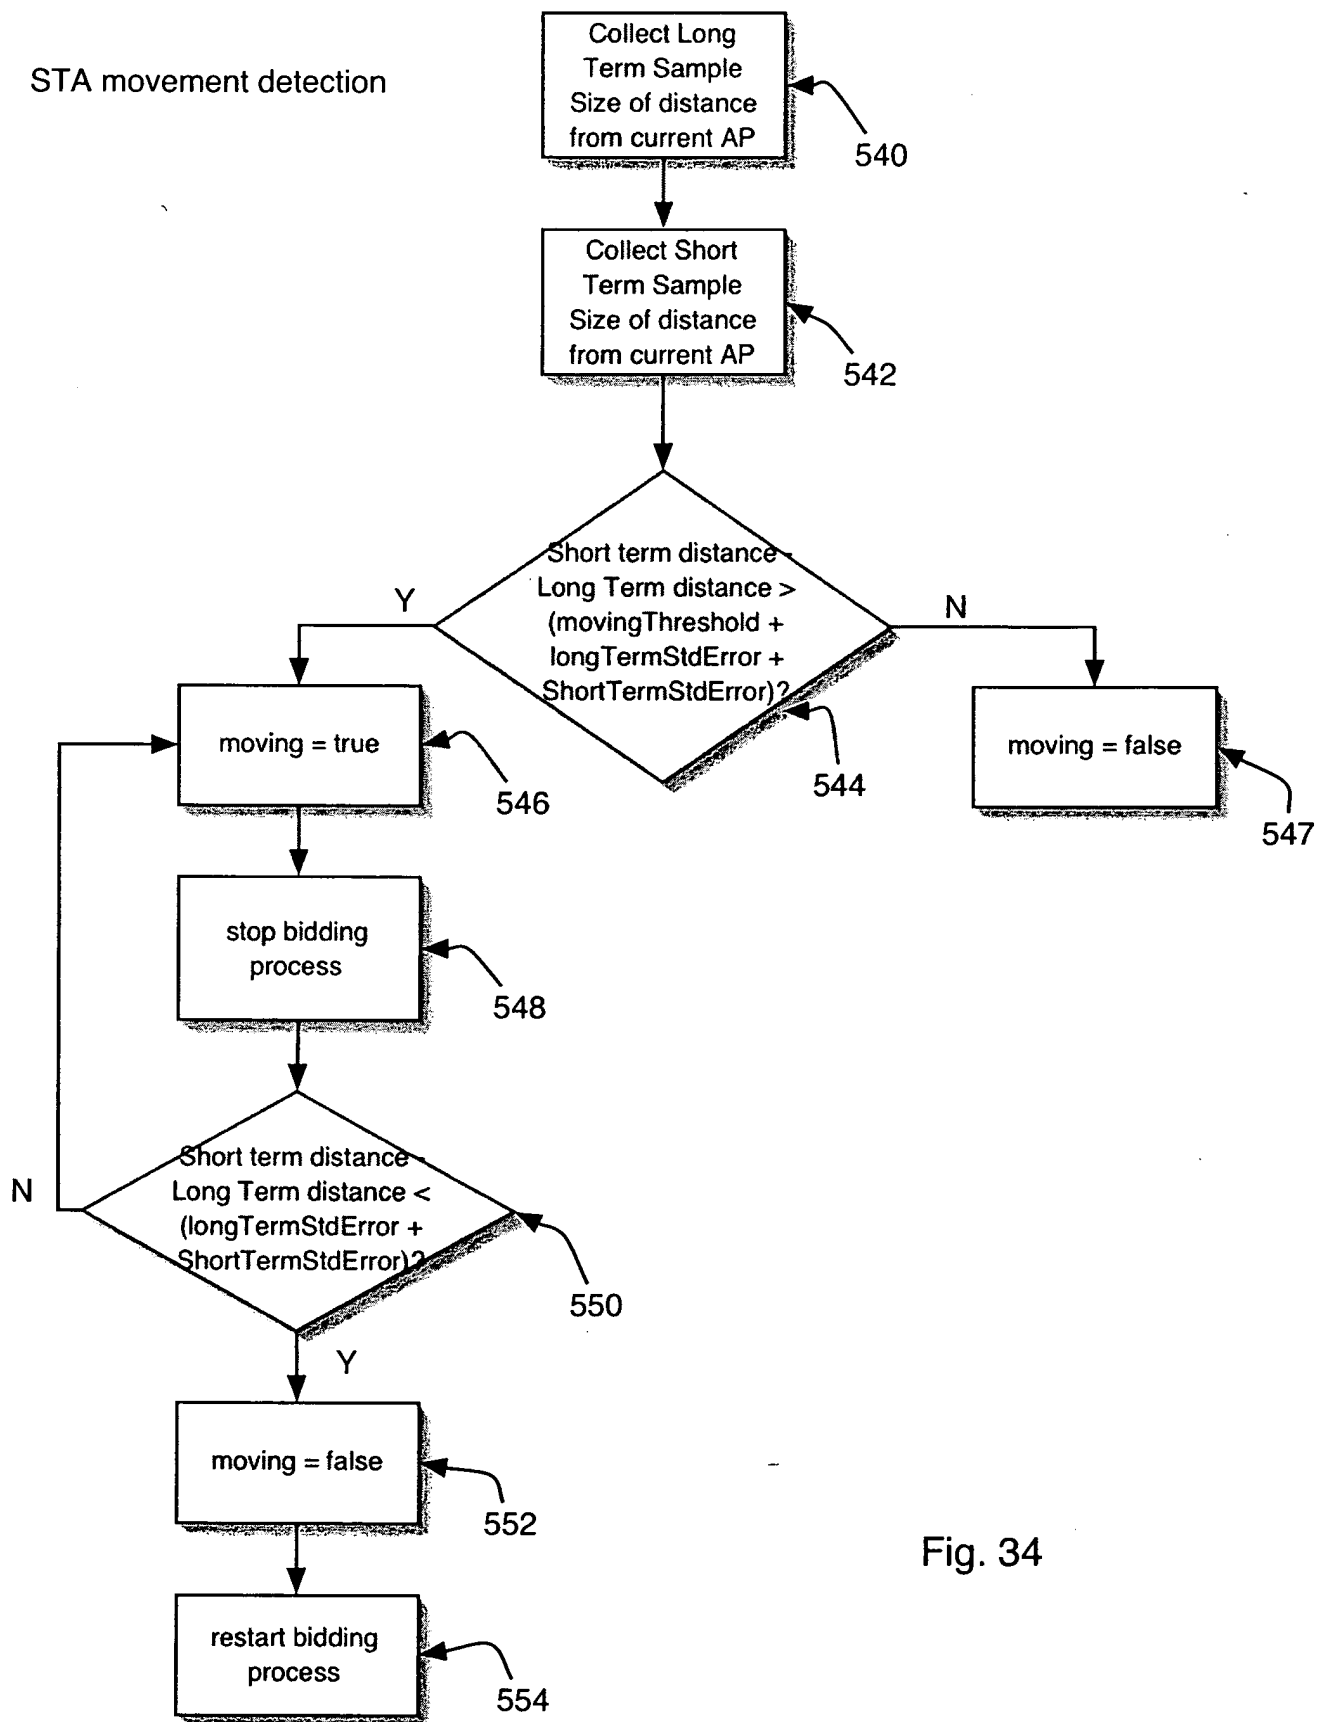 STA movement detection
Collect Long
Term Sample
Size of distance
from current AP
540
Collect Short
Term Sample
Size of distance
from current AP
542
Short term distance -
Long Term distance >
(movingThreshold +
longTermStdError +
ShortTermStdError)?
Y
N
544
moving = true
546
moving = false
547
stop bidding
process
548
Short term distance -
Long Term distance <
(longTermStdError +
ShortTermStdError)?
N
550
Y
moving = false
552
restart bidding
process
554
Fig. 34